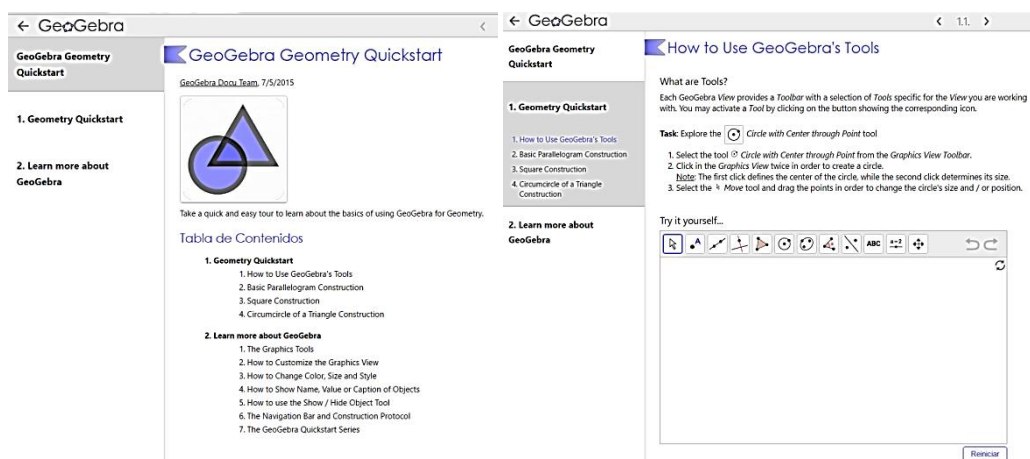 ← GeoGebra
GeoGebra Geometry
Quickstart
1. Geometry Quickstart
2. Learn more about
GeoGebra
GeoGebra Geometry Quickstart
GeoGebra Docu Team, 7/5/2015
Take a quick and easy tour to learn about the basics of using GeoGebra for Geometry.
Tabla de Contenidos
1. Geometry Quickstart
1. How to Use GeoGebra's Tools
2. Basic Parallelogram Construction
3. Square Construction
4. Circumcircle of a Triangle Construction
2. Learn more about GeoGebra
1. The Graphics Tools
2. How to Customize the Graphics View
3. How to Change Color, Size and Style
4. How to Show Name, Value or Caption of Objects
5. How to use the Show / Hide Object Tool
6. The Navigation Bar and Construction Protocol
7. The GeoGebra Quickstart Series
← GeoGebra
1.1.
GeoGebra Geometry
Quickstart
1. Geometry Quickstart
1. How to Use GeoGebra's Tools
2. Basic Parallelogram Construction
3. Square Construction
4. Circumcircle of a Triangle
Construction
2. Learn more about
GeoGebra
How to Use GeoGebra's Tools
What are Tools?
Each GeoGebra View provides a Toolbar with a selection of Tools specific for the View you are working
with. You may activate a Tool by clicking on the button showing the corresponding icon.
Task: Explore the Circle with Center through Point tool
1. Select the tool Circle with Center through Point from the Graphics View Toolbar.
2. Click in the Graphics View twice in order to create a circle.
Note: The first click defines the center of the circle, while the second click determines its size.
3. Select the Move tool and drag the points in order to change the circle's size and / or position.
Try it yourself...
A ABC a=2
Reiniciar